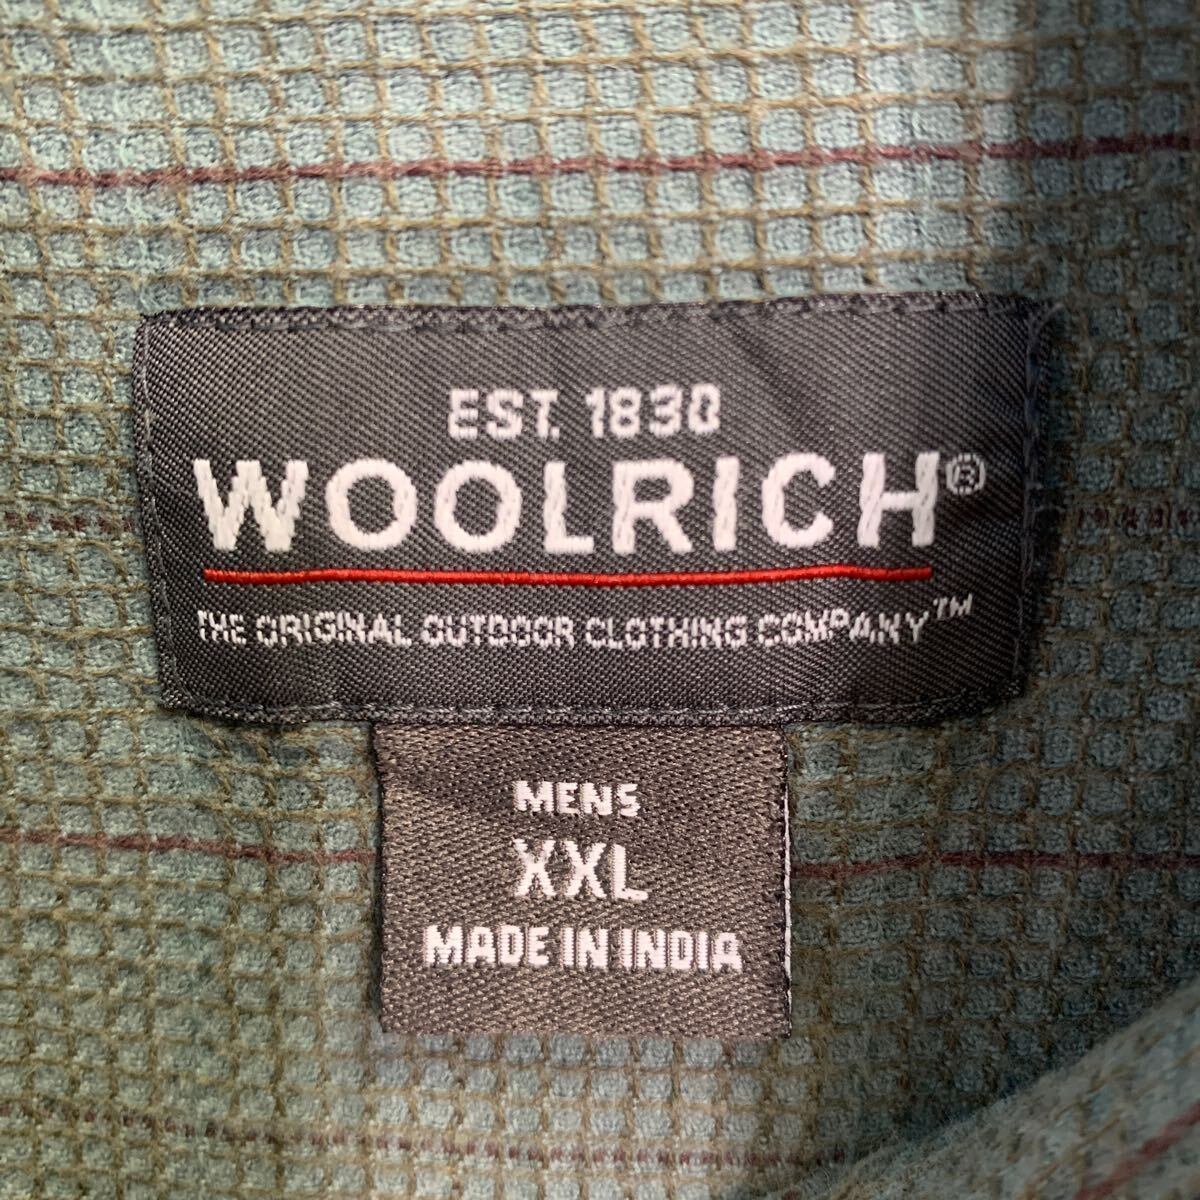 EST. 1830
WOOLRICH®
THE ORIGINAL OUTDOOR CLOTHING COMPANY™
MENS
XXL
MADE IN INDIA